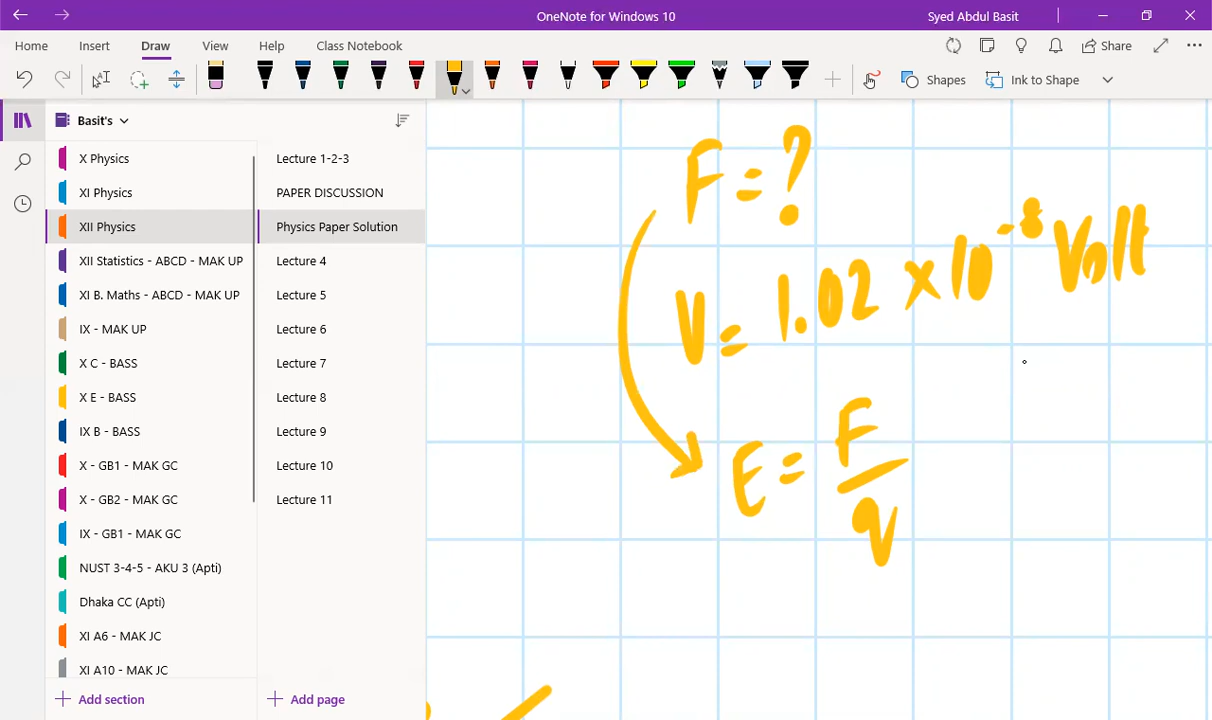 OneNote for Windows 10
Syed Abdul Basit
Home Insert Draw View Help Class Notebook
Share
Shapes
Ink to Shape
Basit's
X Physics
XI Physics
XII Physics
XII Statistics - ABCD - MAK UP
XI B. Maths - ABCD - MAK UP
IX - MAK UP
X C - BASS
X E - BASS
IX B - BASS
X - GB1 - MAK GC
X - GB2 - MAK GC
IX - GB1 - MAK GC
NUST 3-4-5 - AKU 3 (Apti)
Dhaka CC (Apti)
XI A6 - MAK JC
XI A10 - MAK JC
Add section
Lecture 1-2-3
PAPER DISCUSSION
Physics Paper Solution
Lecture 4
Lecture 5
Lecture 6
Lecture 7
Lecture 8
Lecture 9
Lecture 10
Lecture 11
Add page
F = ?
V = 1.02 × 10⁻⁸ Volt
E = F/q